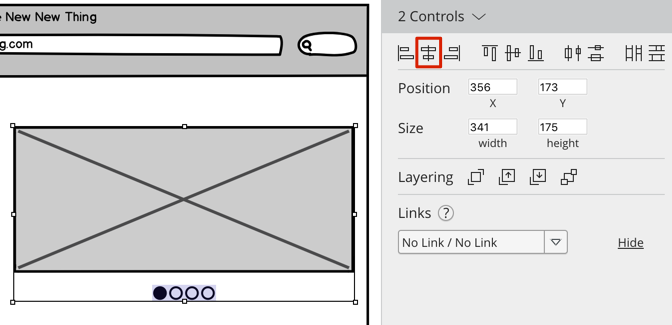 New New Thing
g.com
2 Controls
Position 356 173
X Y
Size 341 175
width height
Layering
Links ?
No Link / No Link Hide